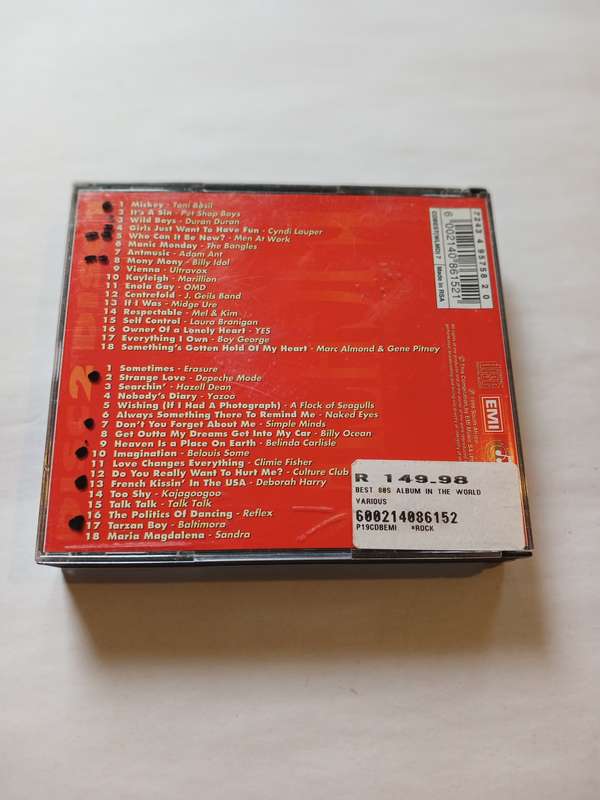 1 Mickey - Toni Basil
2 It's A Sin - Pet Shop Boys
3 Wild Boys - Duran Duran
4 Girls Just Want To Have Fun - Cyndi Lauper
5 Who Can It Be Now? - Men At Work
6 Manic Monday - The Bangles
7 Antmusic - Adam Ant
8 Mony Mony - Billy Idol
9 Vienna - Ultravox
10 Kayleigh - Marillion
11 Enola Gay - OMD
12 Centrefold - J. Geils Band
13 If I Was - Midge Ure
14 Respectable - Mel & Kim
15 Self Control - Laura Branigan
16 Owner Of a Lonely Heart - YES
17 Everything I Own - Boy George
18 Something's Gotten Hold Of My Heart - Marc Almond & Gene Pitney
DISC 2
1 Sometimes - Erasure
2 Strange Love - Depeche Mode
3 Searchin' - Hazell Dean
4 Nobody's Diary - Yazoo
5 Wishing (If I Had A Photograph) - A Flock of Seagulls
6 Always Something There To Remind Me - Naked Eyes
7 Don't You Forget About Me - Simple Minds
8 Get Outta My Dreams Get Into My Car - Billy Ocean
9 Heaven is a Place On Earth - Belinda Carlisle
10 Imagination - Belouis Some
11 Love Changes Everything - Climie Fisher
12 Do You Really Want To Hurt Me? - Culture Club
13 French Kissin' In The USA - Deborah Harry
14 Too Shy - Kajagoogoo
15 Talk Talk - Talk Talk
16 The Politics Of Dancing - Reflex
17 Tarzan Boy - Baltimora
18 Maria Magdalena - Sandra
7243 4 95758 2 0
6 002140 861521
Made in RSA
EMI
R 149.98
BEST 80S ALBUM IN THE WORLD
VARIOUS
600214086152
P19CDBEMI *ROCK